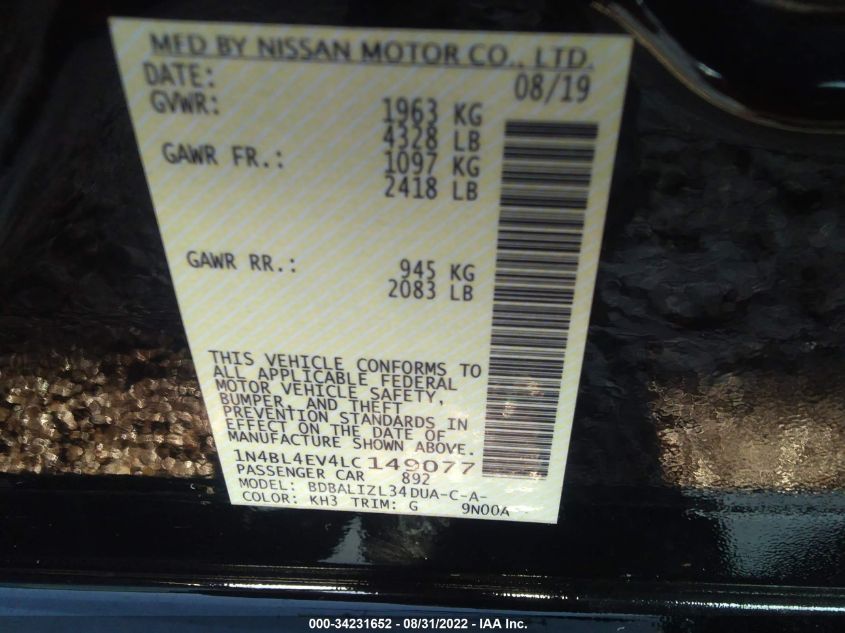 MFD BY NISSAN MOTOR CO., LTD.
DATE: 08/19
GVWR: 1963 KG
4328 LB
GAWR FR.: 1097 KG
2418 LB
GAWR RR.: 945 KG
2083 LB
THIS VEHICLE CONFORMS TO
ALL APPLICABLE FEDERAL
MOTOR VEHICLE SAFETY,
BUMPER, AND THEFT
PREVENTION STANDARDS IN
EFFECT ON THE DATE OF
MANUFACTURE SHOWN ABOVE.
1N4BL4EV4LC149077
PASSENGER CAR 892
MODEL: BDBALIZL34DUA-C-A-
COLOR: KH3 TRIM: G 9N00A
000-34231652 - 08/31/2022 - IAA Inc.